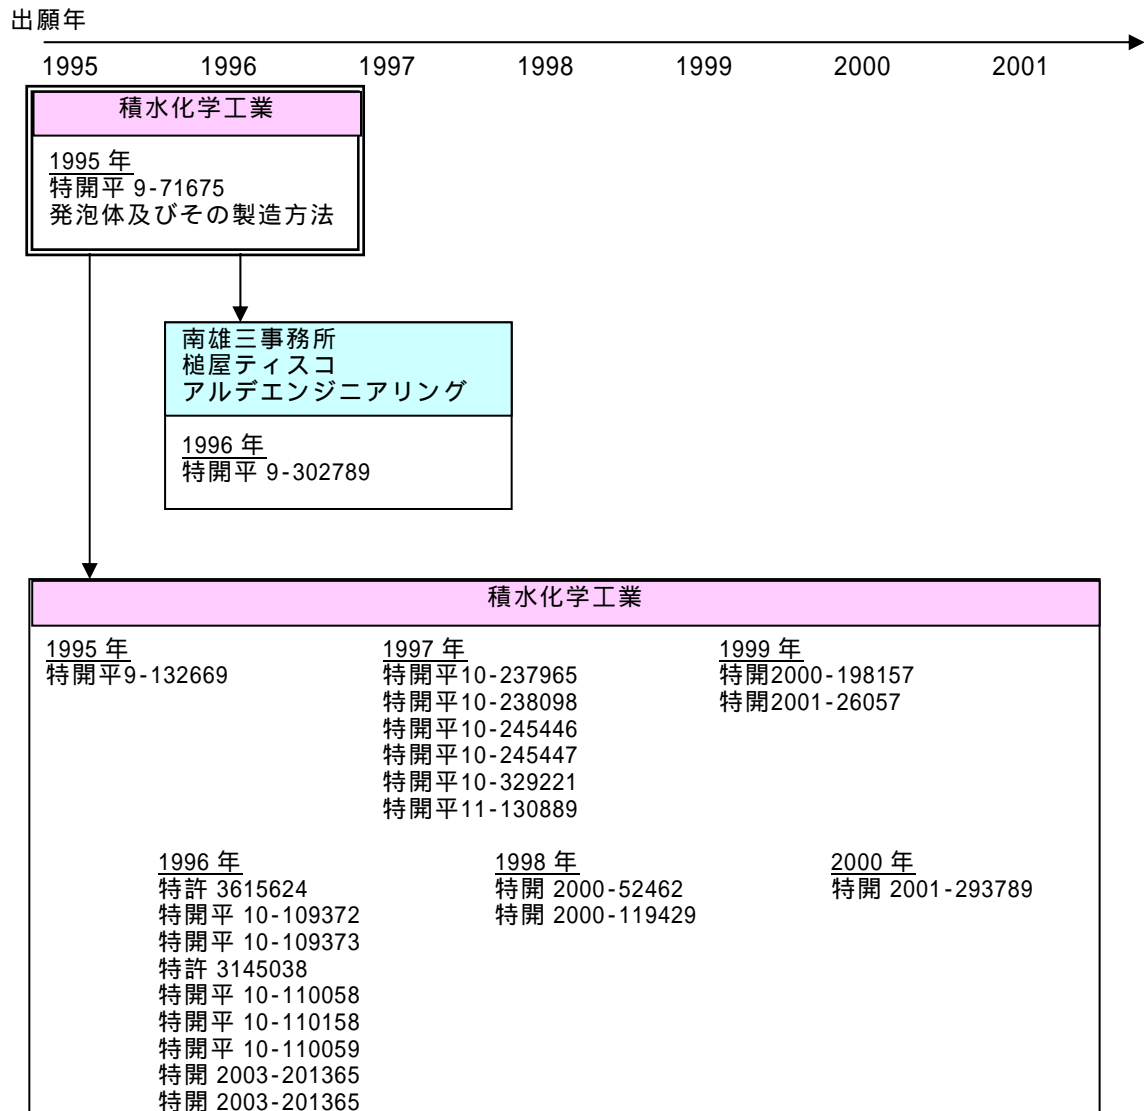 出願年
1995 1996 1997 1998 1999 2000 2001
積水化学工業
1995 年
特開平 9-71675
発泡体及びその製造方法
南雄三事務所
槌屋ティスコ
アルデエンジニアリング
1996 年
特開平 9-302789
積水化学工業
1995 年
特開平9-132669
1997 年
特開平10-237965
特開平10-238098
特開平10-245446
特開平10-245447
特開平10-329221
特開平11-130889
1999 年
特開2000-198157
特開2001-26057
1996 年
特許 3615624
特開平 10-109372
特開平 10-109373
特許 3145038
特開平 10-110058
特開平 10-110158
特開平 10-110059
特開 2003-201365
特開 2003-201365
1998 年
特開 2000-52462
特開 2000-119429
2000 年
特開 2001-293789